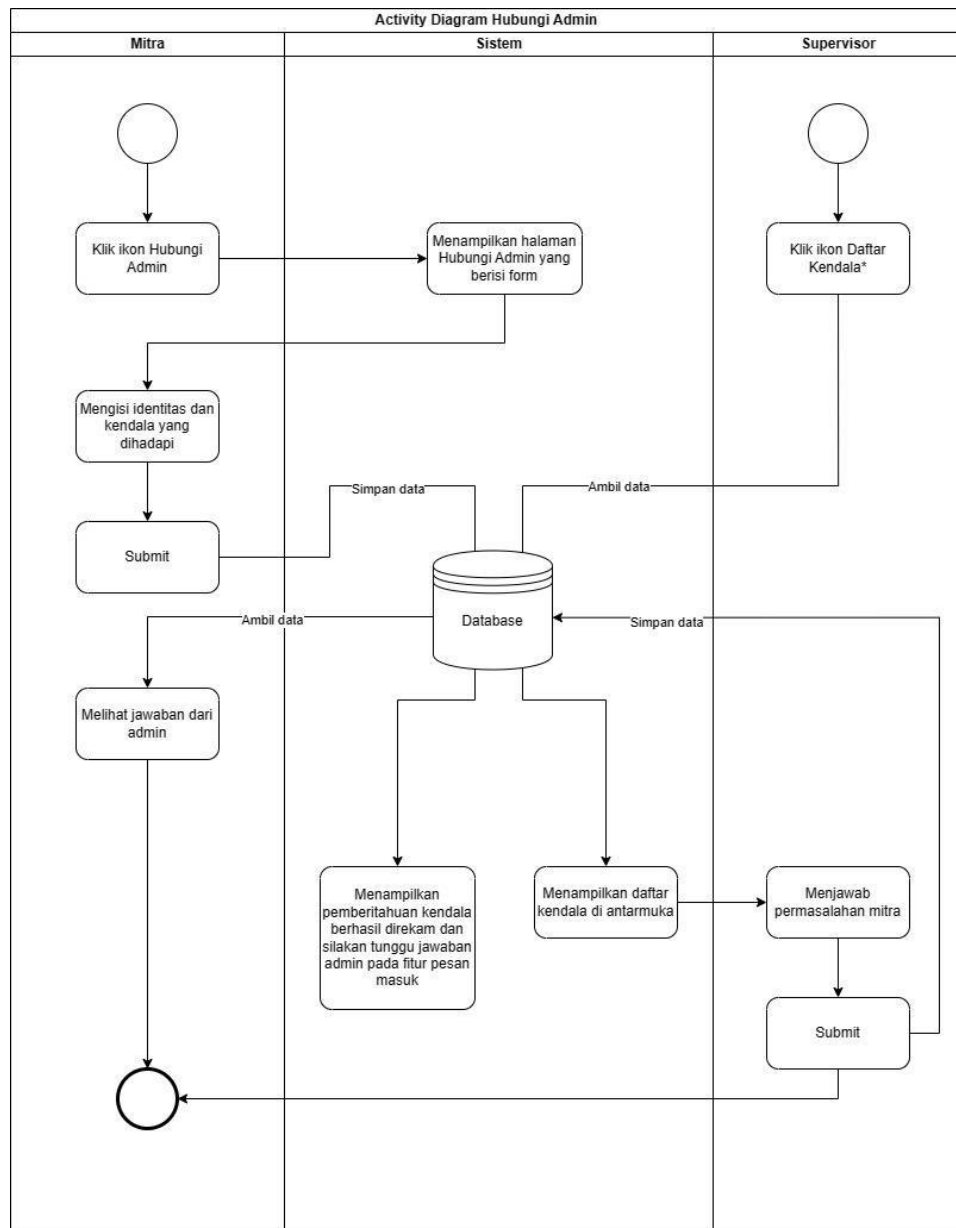 Activity Diagram Hubungi Admin
Mitra
Sistem
Supervisor
Klik ikon Hubungi
Admin
Menampilkan halaman
Hubungi Admin yang
berisi form
Klik ikon Daftar
Kendala*
Mengisi identitas dan
kendala yang
dihadapi
Simpan data
Ambil data
Submit
Ambil data
Database
Simpan data
Melihat jawaban dari
admin
Menampilkan
pemberitahuan kendala
berhasil direkam dan
silakan tunggu jawaban
admin pada fitur pesan
masuk
Menampilkan daftar
kendala di antarmuka
Menjawab
permasalahan mitra
Submit